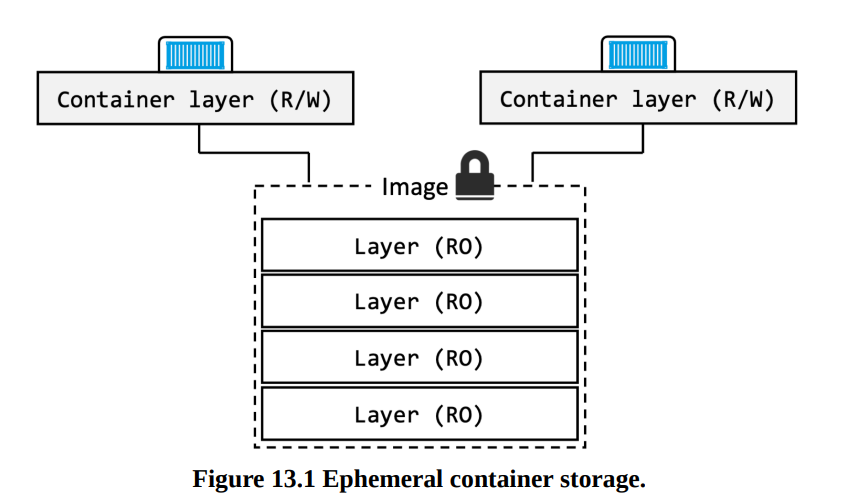 Container layer (R/W)
Container layer (R/W)
Image
Layer (RO)
Layer (RO)
Layer (RO)
Layer (RO)
Figure 13.1 Ephemeral container storage.